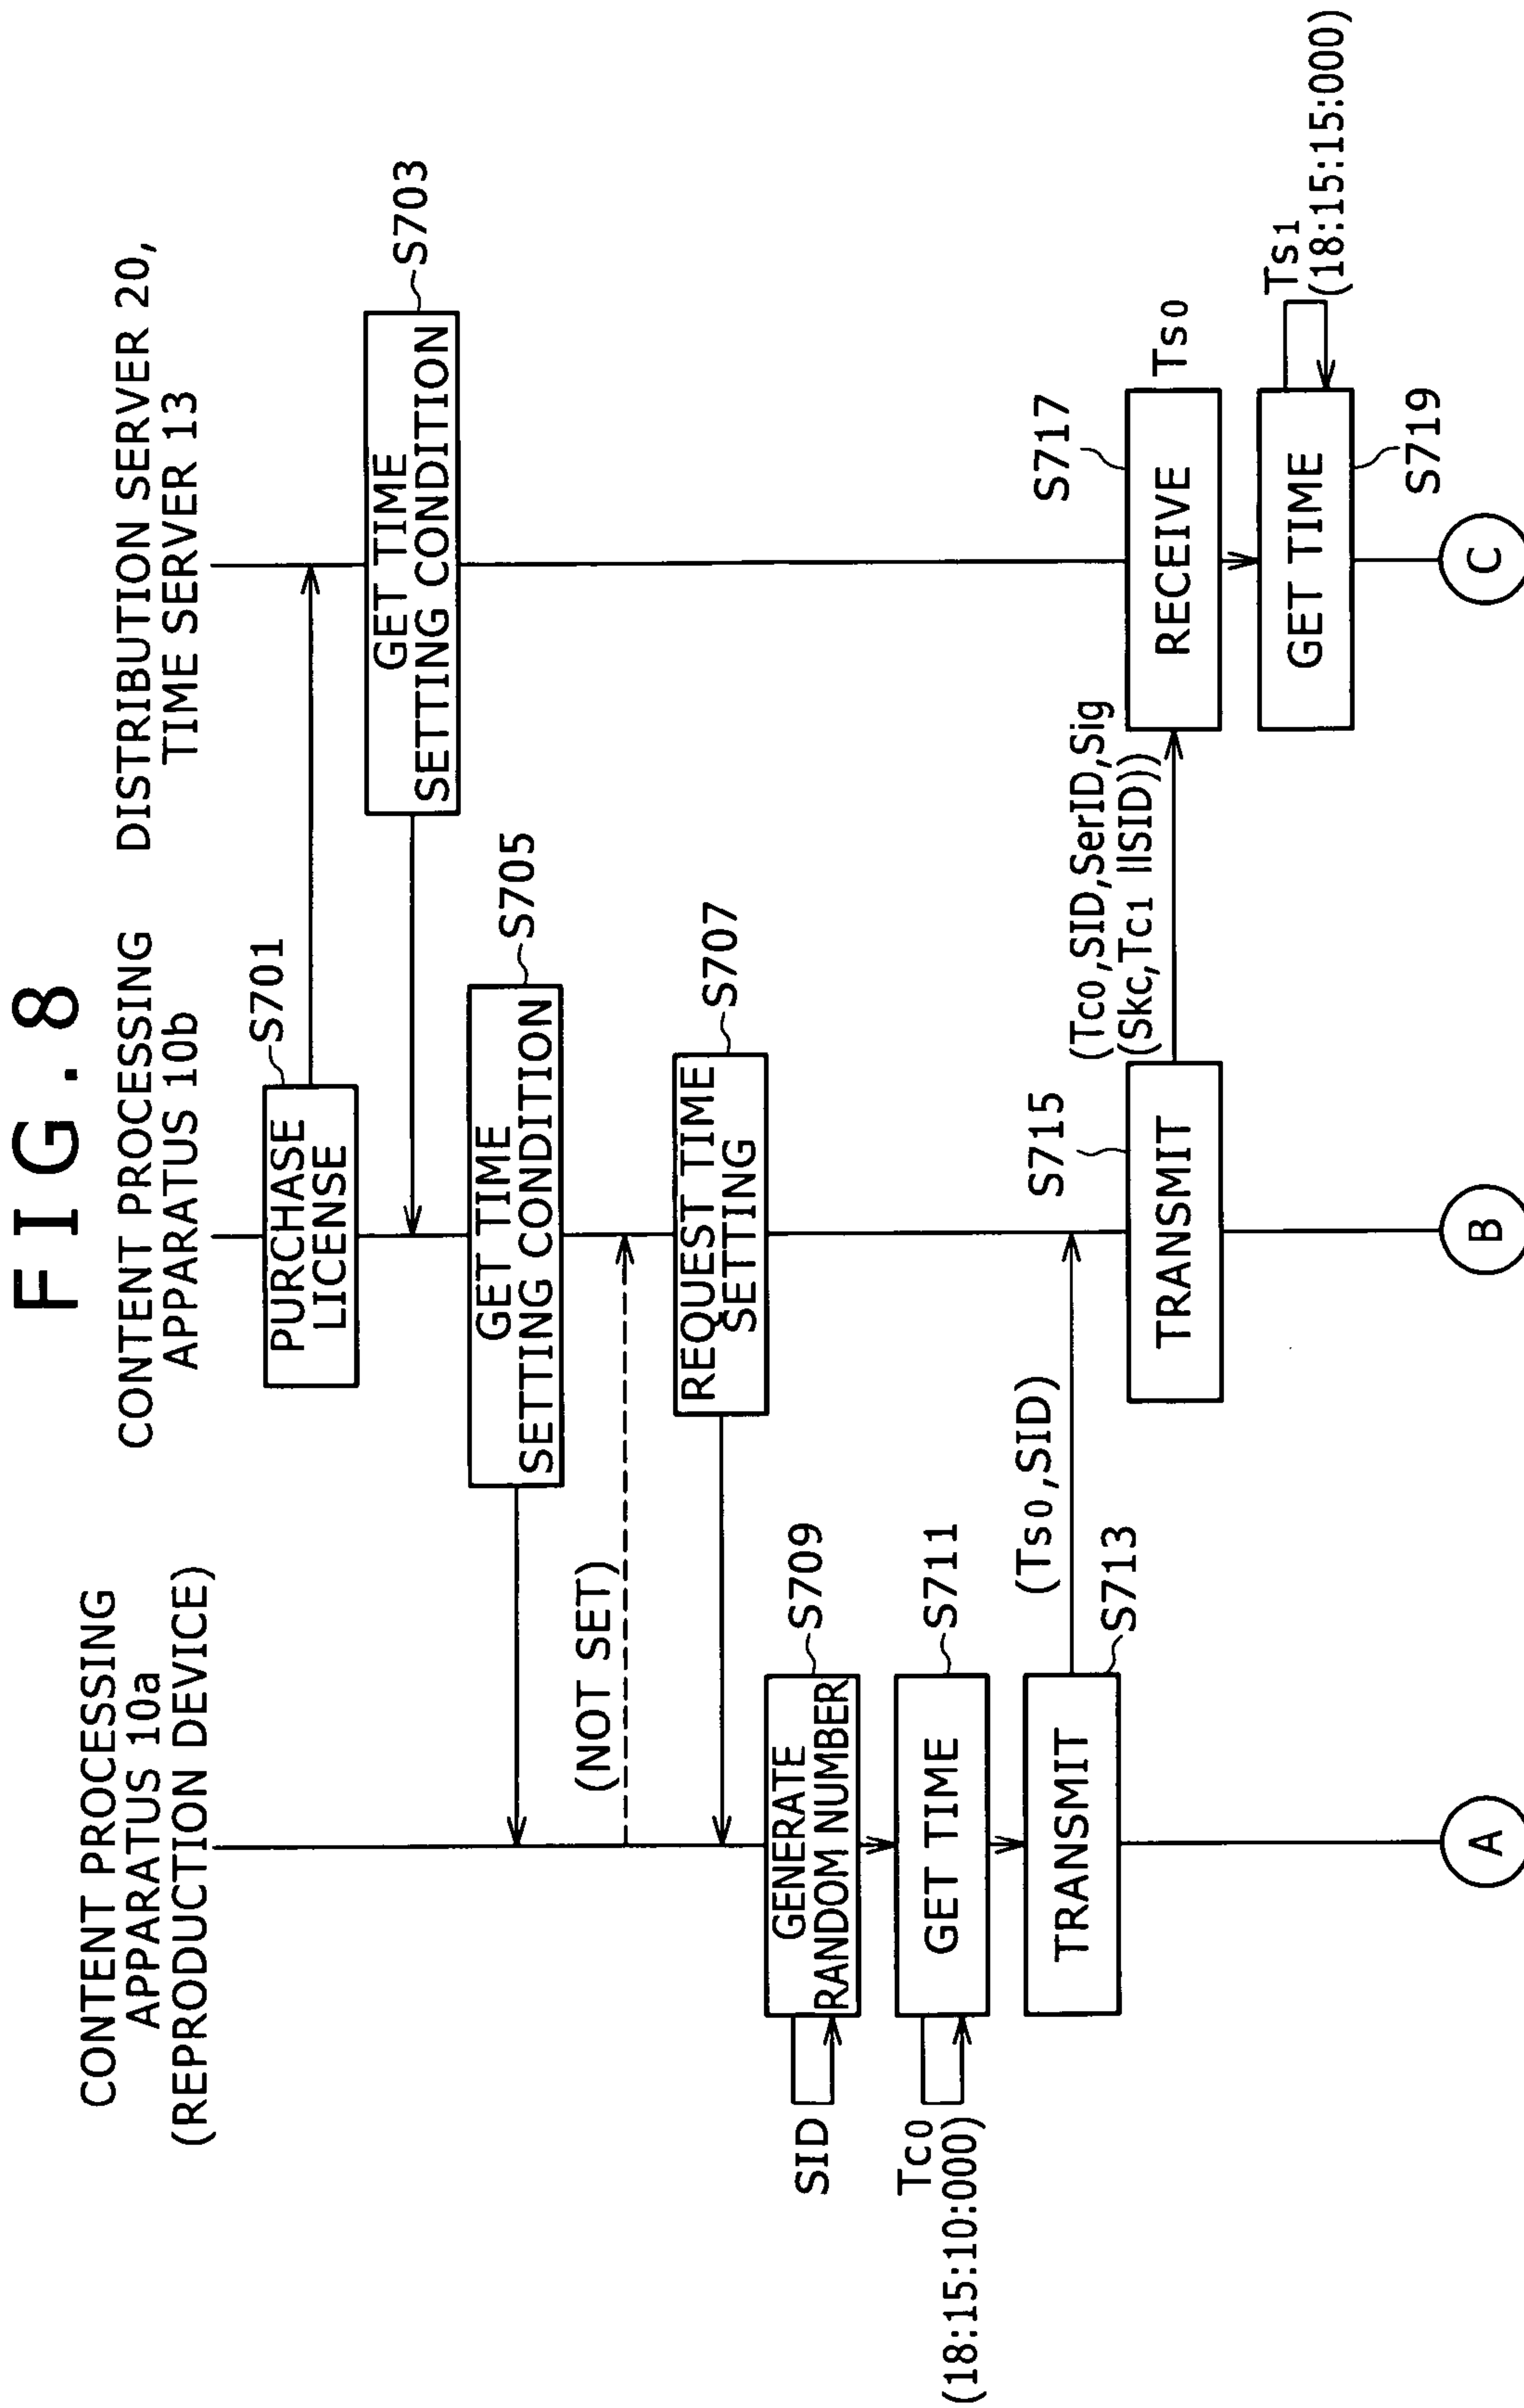 FIG. 8
CONTENT PROCESSING
APPARATUS 10a
(REPRODUCTION DEVICE)
CONTENT PROCESSING
APPARATUS 10b
DISTRIBUTION SERVER 20,
TIME SERVER 13
S701
PURCHASE
LICENSE
S703
GET TIME
SETTING CONDITION
S705
GET TIME
SETTING CONDITION
(NOT SET)
S707
REQUEST TIME
SETTING
SID
GENERATE
RANDOM NUMBER
S709
Tc0
(18:15:10:000)
GET TIME
S711
TRANSMIT
S713
(Ts0,SID)
S715
TRANSMIT
(Tc0,SID,SerID,Sig
(Skc,Tc1 llSID))
S717
RECEIVE
Ts0
GET TIME
Ts1
(18:15:15:000)
S719
A
B
C